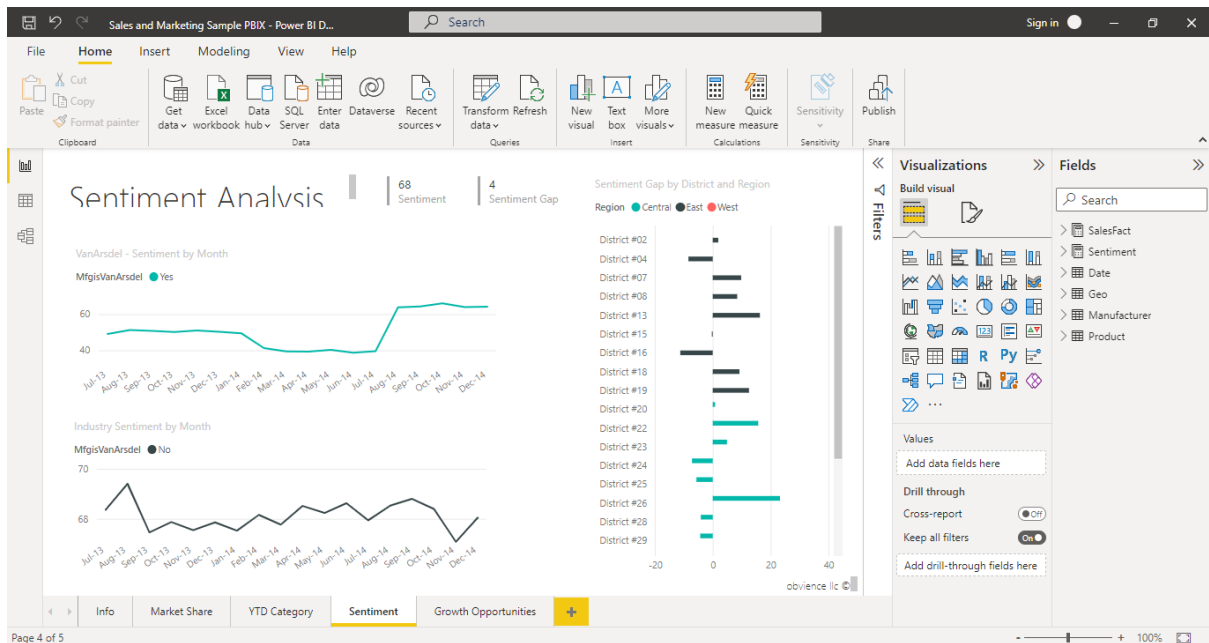 Sales and Marketing Sample PBIX - Power BI D...
Search
Sign in
File Home Insert Modeling View Help
Paste
Cut
Copy
Format painter
Clipboard
Get data
Excel workbook
Data hub
SQL Server
Enter data
Dataverse
Recent sources
Data
Transform data
Refresh
Queries
New visual
Text box
More visuals
Insert
New measure
Quick measure
Calculations
Sensitivity
Sensitivity
Publish
Share
Sentiment Analysis
68
Sentiment
4
Sentiment Gap
VanArsdel - Sentiment by Month
MfgisVanArsdel Yes
60
40
Jul-13 Aug-13 Sep-13 Oct-13 Nov-13 Dec-13 Jan-14 Feb-14 Mar-14 Apr-14 May-14 Jun-14 Jul-14 Aug-14 Sep-14 Oct-14 Nov-14 Dec-14
Industry Sentiment by Month
MfgisVanArsdel No
70
68
Jul-13 Aug-13 Sep-13 Oct-13 Nov-13 Dec-13 Jan-14 Feb-14 Mar-14 Apr-14 May-14 Jun-14 Jul-14 Aug-14 Sep-14 Oct-14 Nov-14 Dec-14
Sentiment Gap by District and Region
Region Central East West
District #02
District #04
District #07
District #08
District #13
District #15
District #16
District #18
District #19
District #20
District #22
District #23
District #24
District #25
District #26
District #28
District #29
-20 0 20 40
obvience llc ©
Filters
Visualizations
Build visual
123
R Py
Values
Add data fields here
Drill through
Cross-report Off
Keep all filters On
Add drill-through fields here
Fields
Search
SalesFact
Sentiment
Date
Geo
Manufacturer
Product
Info Market Share YTD Category Sentiment Growth Opportunities +
Page 4 of 5
- + 100%